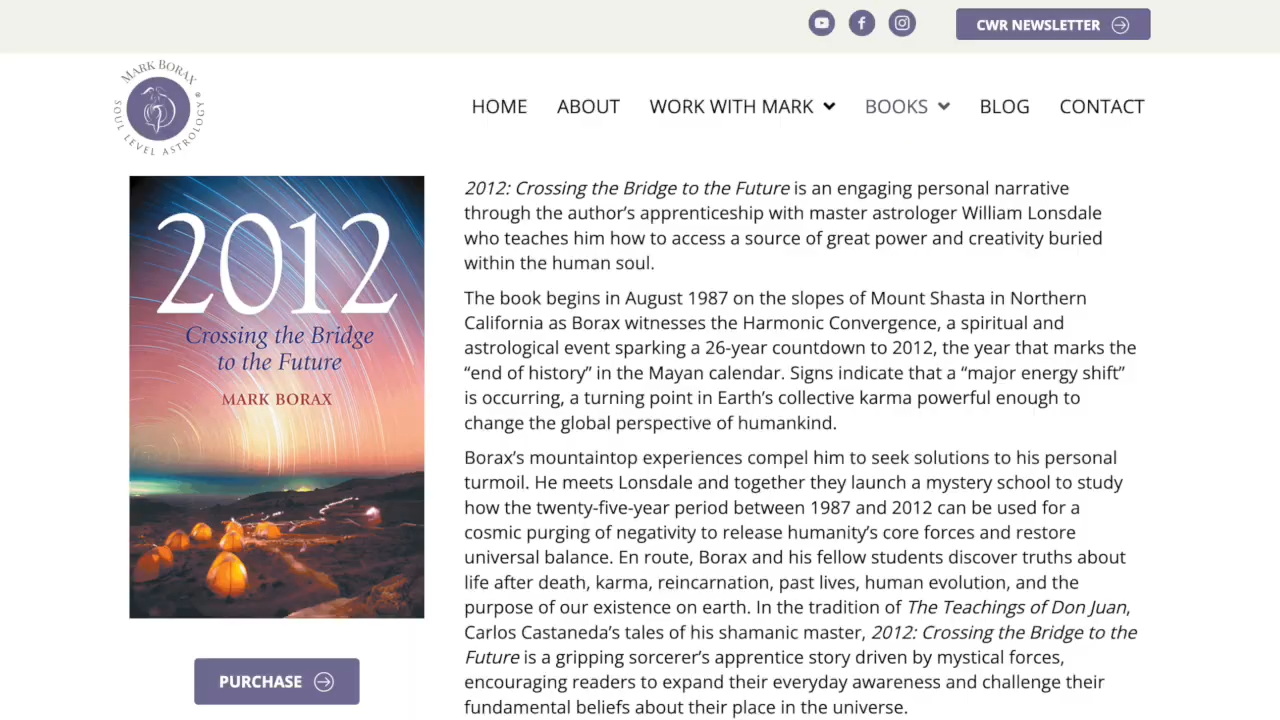 CWR NEWSLETTER
MARK BORAX
SOUL LEVEL ASTROLOGY ®
HOME ABOUT WORK WITH MARK BOOKS BLOG CONTACT
2012
Crossing the Bridge
to the Future
MARK BORAX
PURCHASE
2012: Crossing the Bridge to the Future is an engaging personal narrative
through the author’s apprenticeship with master astrologer William Lonsdale
who teaches him how to access a source of great power and creativity buried
within the human soul.
The book begins in August 1987 on the slopes of Mount Shasta in Northern
California as Borax witnesses the Harmonic Convergence, a spiritual and
astrological event sparking a 26-year countdown to 2012, the year that marks the
“end of history” in the Mayan calendar. Signs indicate that a “major energy shift”
is occurring, a turning point in Earth’s collective karma powerful enough to
change the global perspective of humankind.
Borax’s mountaintop experiences compel him to seek solutions to his personal
turmoil. He meets Lonsdale and together they launch a mystery school to study
how the twenty-five-year period between 1987 and 2012 can be used for a
cosmic purging of negativity to release humanity’s core forces and restore
universal balance. En route, Borax and his fellow students discover truths about
life after death, karma, reincarnation, past lives, human evolution, and the
purpose of our existence on earth. In the tradition of The Teachings of Don Juan,
Carlos Castaneda’s tales of his shamanic master, 2012: Crossing the Bridge to the
Future is a gripping sorcerer’s apprentice story driven by mystical forces,
encouraging readers to expand their everyday awareness and challenge their
fundamental beliefs about their place in the universe.